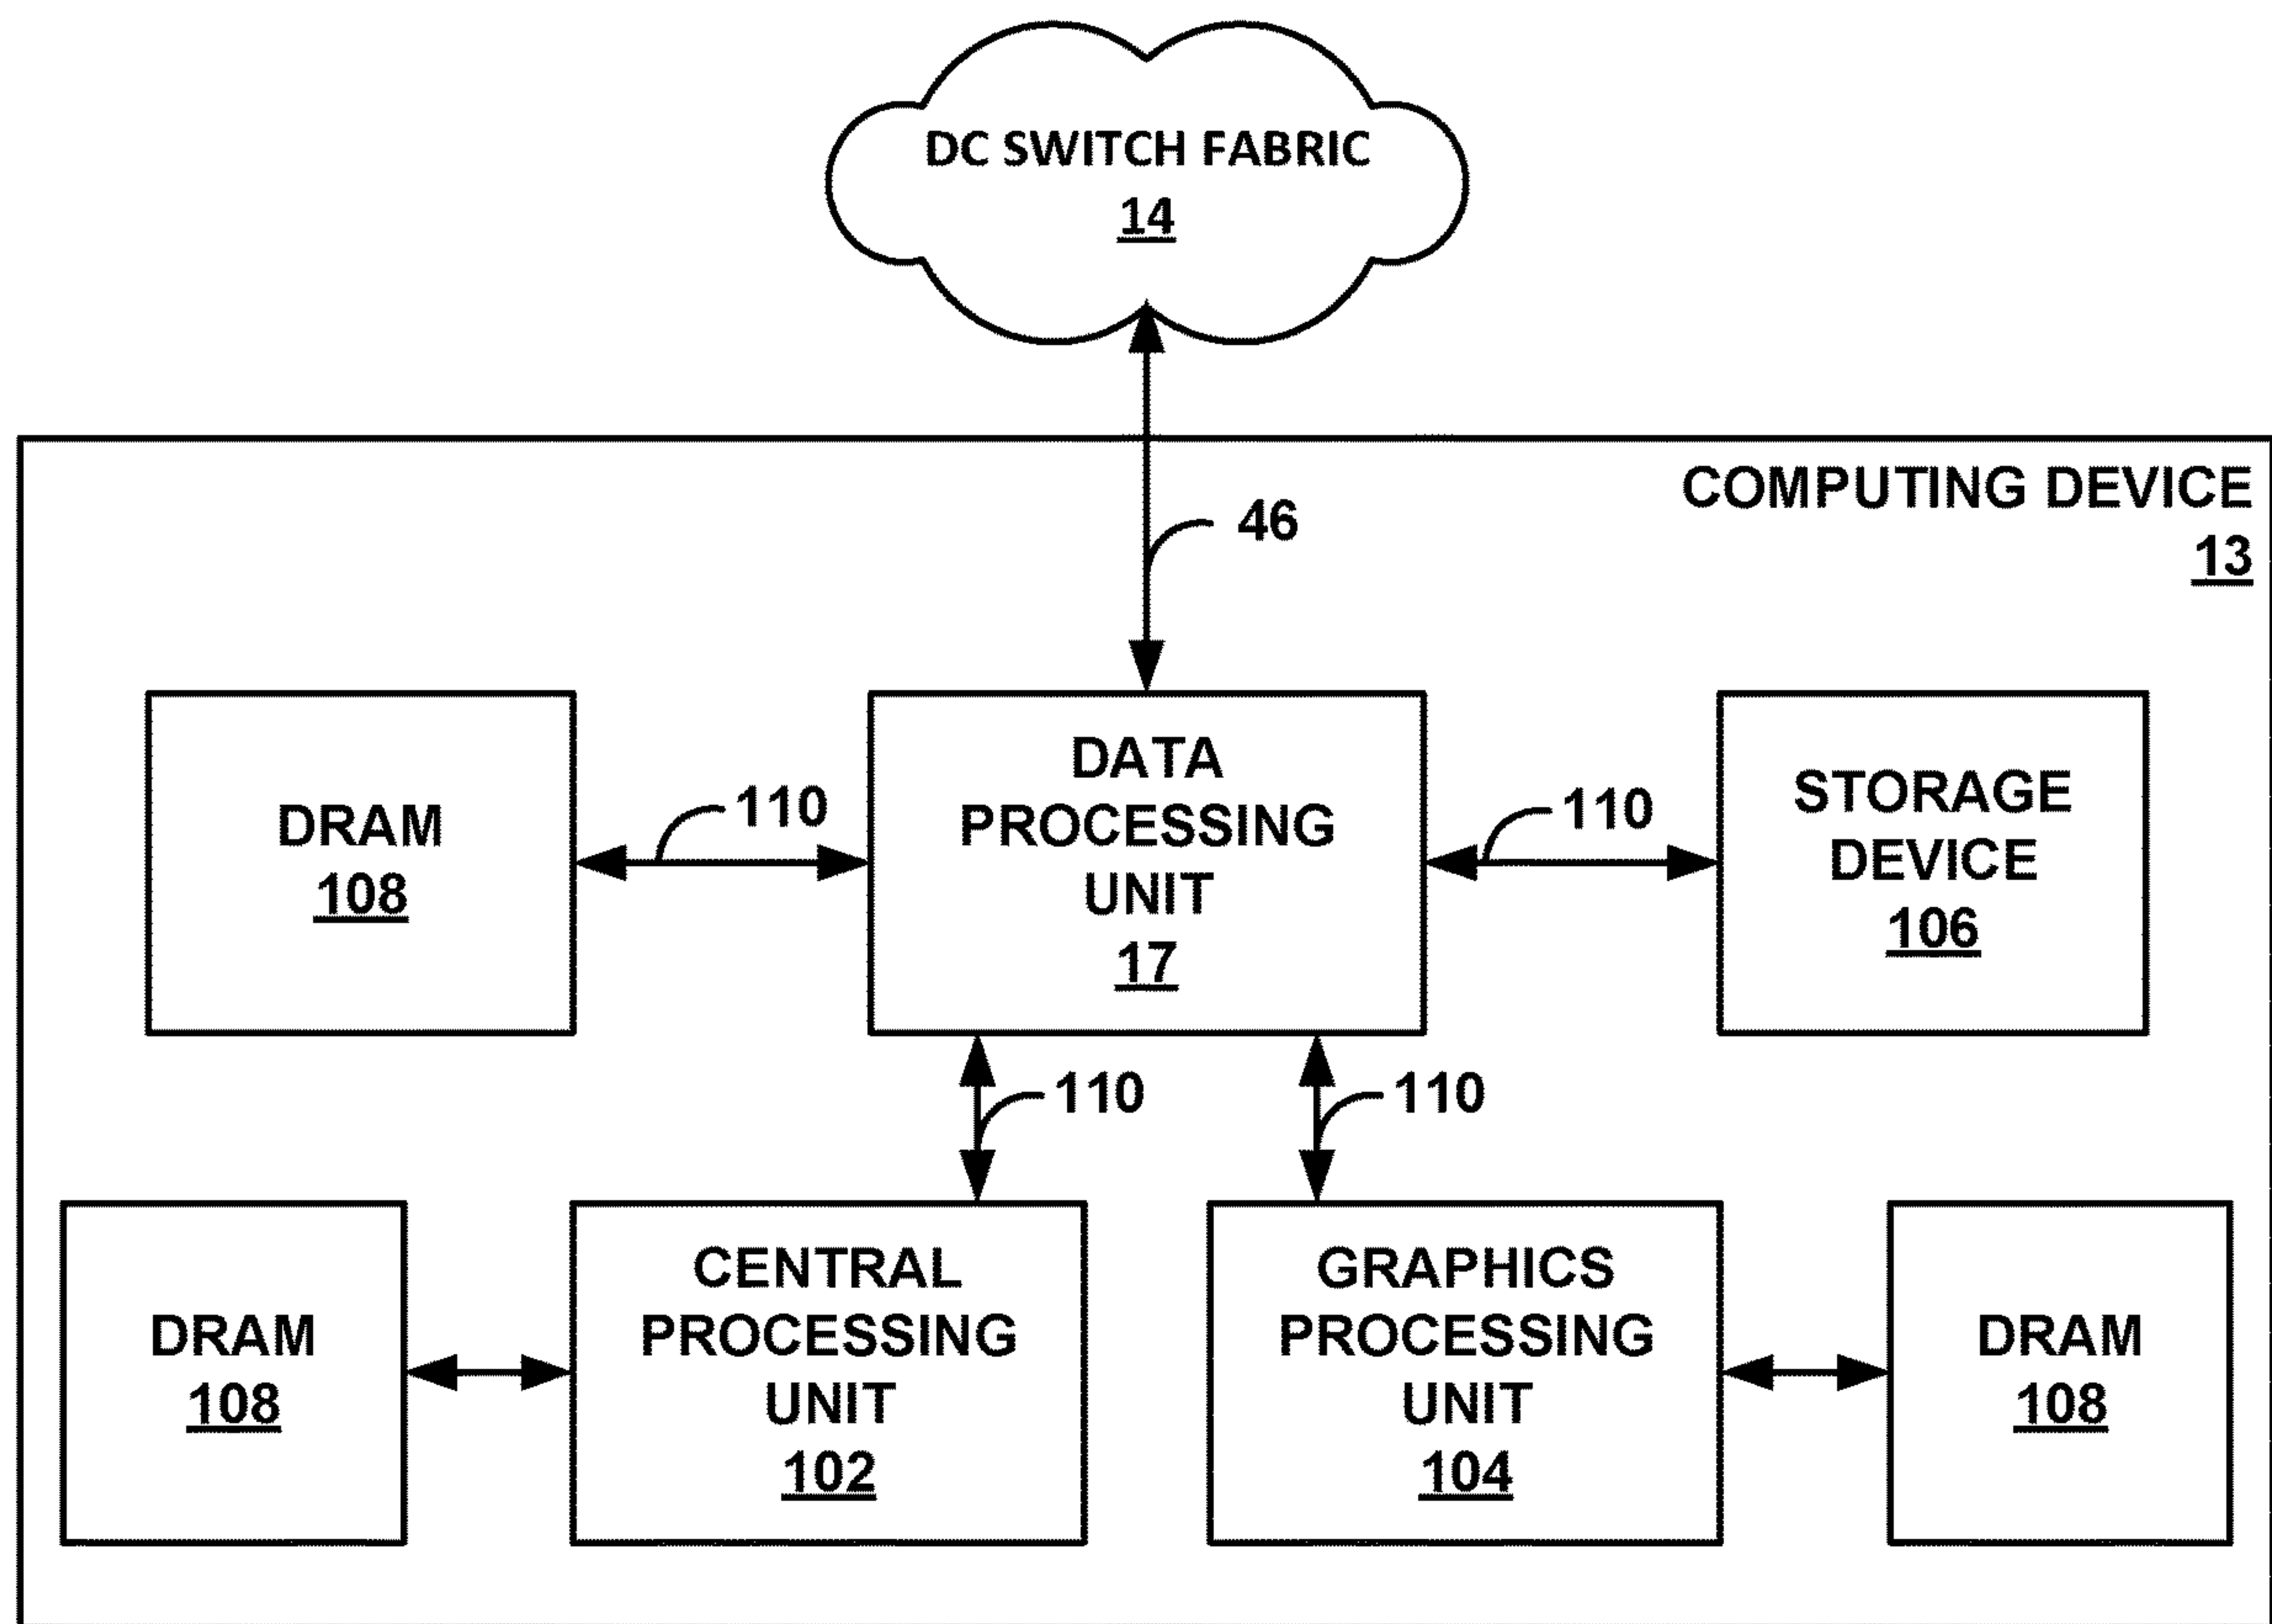 DC SWITCH FABRIC
14
COMPUTING DEVICE
13
46
DRAM
108
110
DATA
PROCESSING
UNIT
17
110
STORAGE
DEVICE
106
110
110
DRAM
108
CENTRAL
PROCESSING
UNIT
102
GRAPHICS
PROCESSING
UNIT
104
DRAM
108